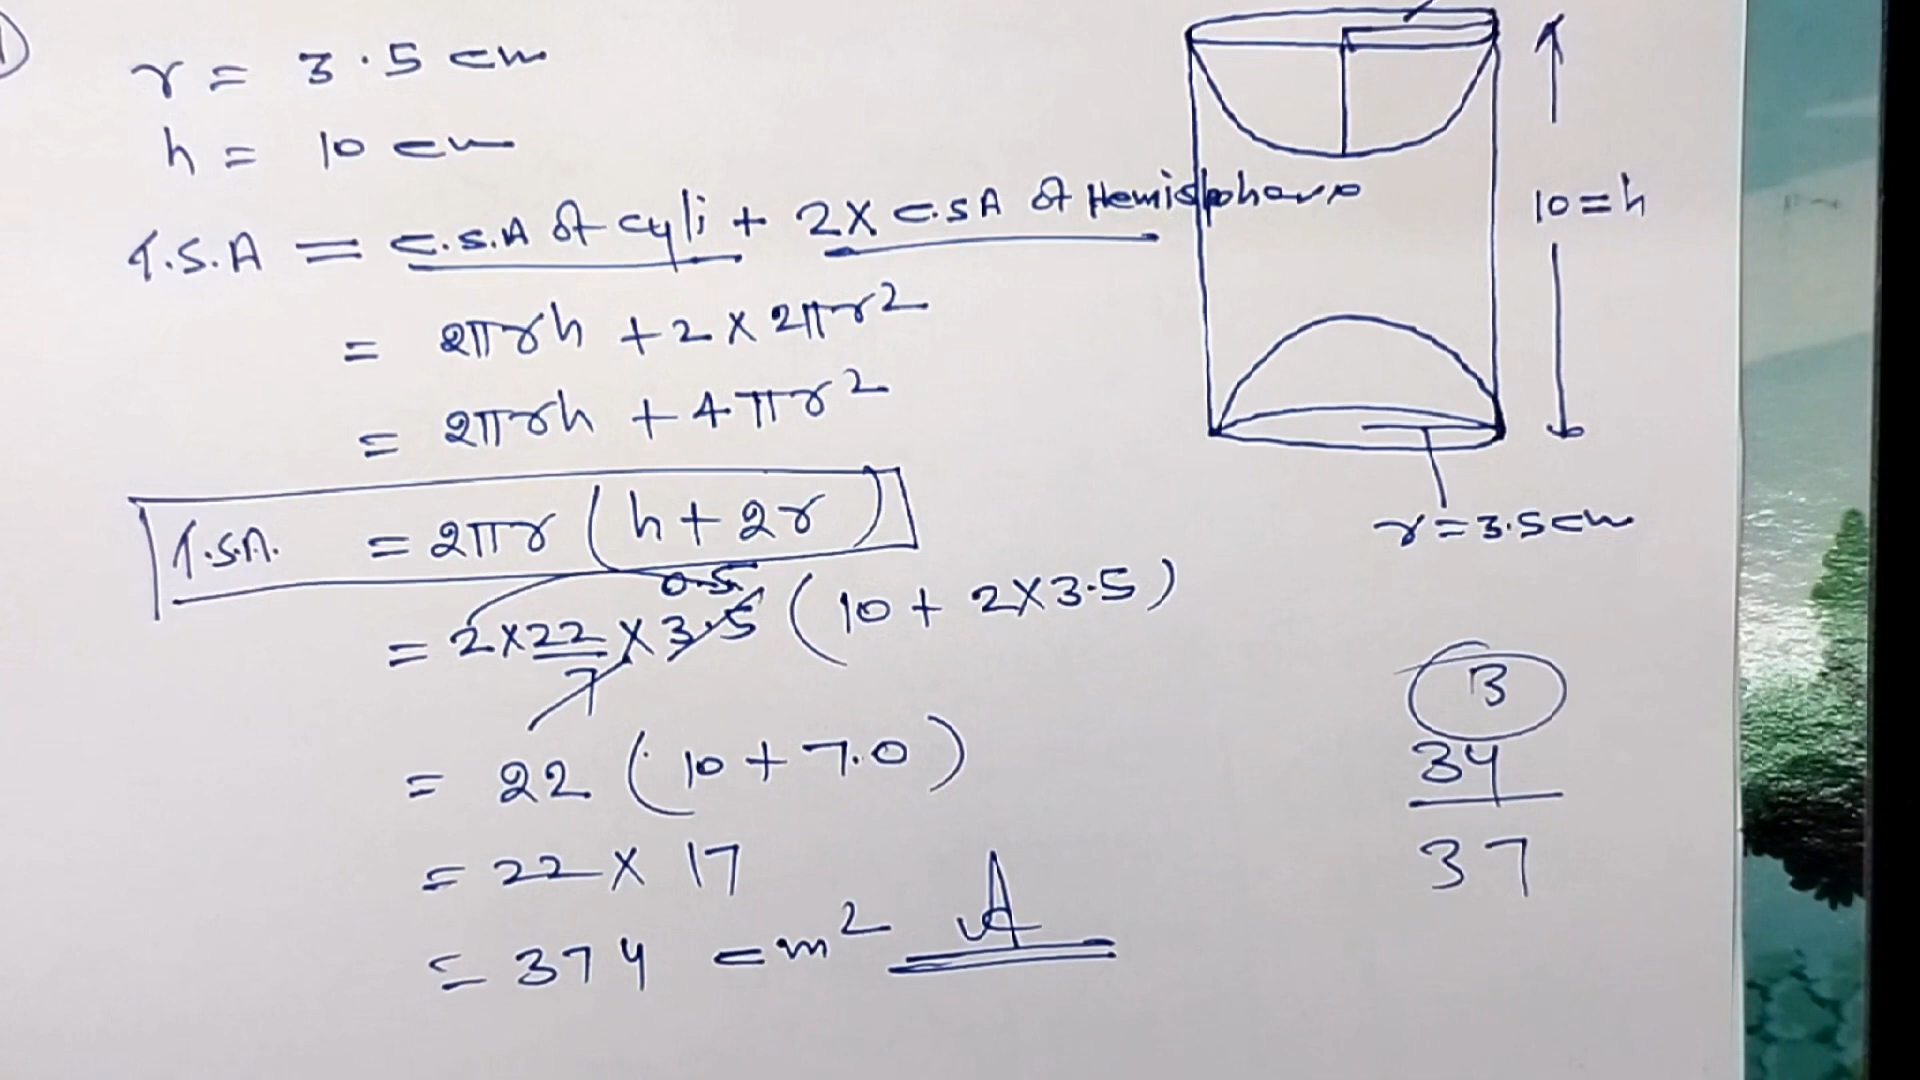 r = 3.5 cm
h = 10 cm
T.S.A = C.S.A of cyli + 2 X C.SA of Hemisphere
= 2πrh + 2 x 2πr2
= 2πrh + 4πr2
T.S.A. = 2πr (h + 2r)
0.5
= 2 x 22 x 3.5 (10 + 2 x 3.5)
7
= 22 (10 + 7.0)
= 22 x 17
= 374 cm2 A
10 = h
r = 3.5 cm
34
37